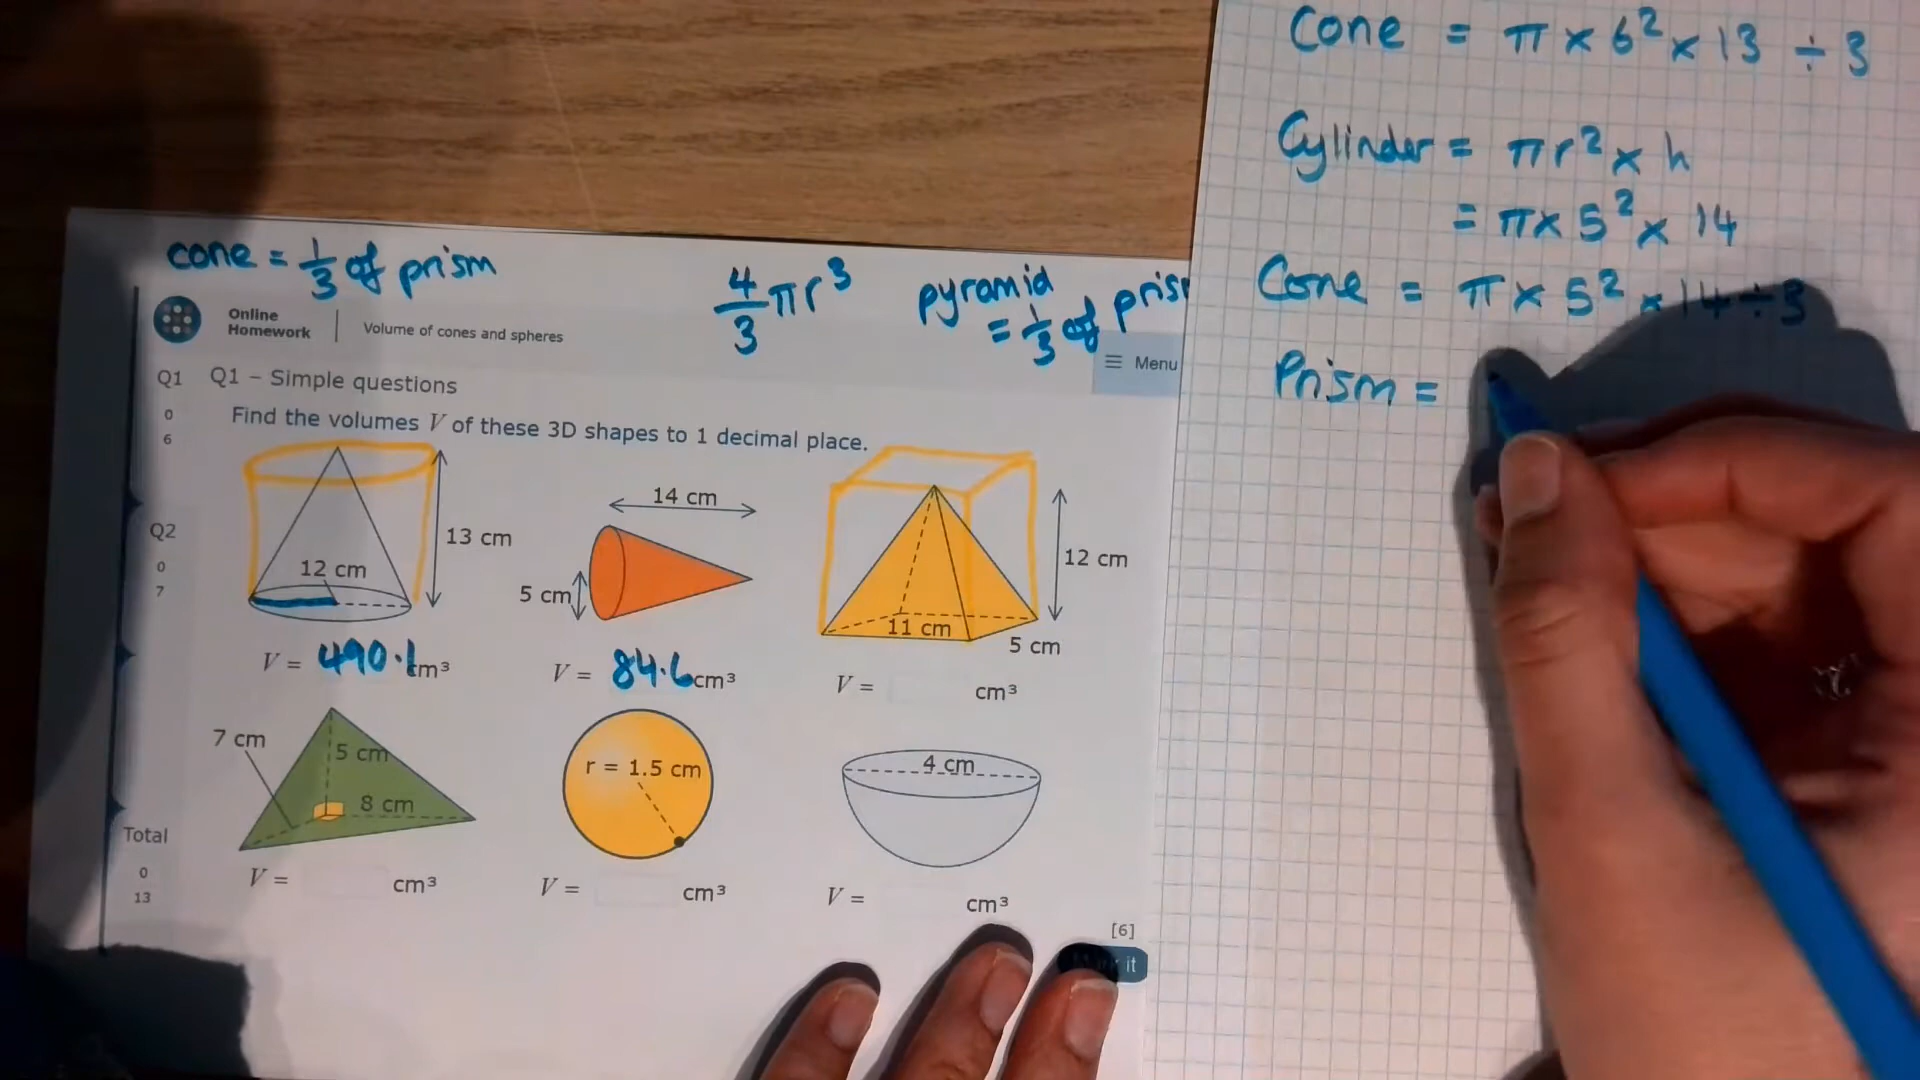 Cone = π × 6² × 13 ÷ 3
Cylinder = πr² × h
= π × 5² × 14
Cone = π × 5² × 14 ÷ 3
Prism =
cone = 1/3 of prism
4/3 πr³
pyramid
= 1/3 of prism
Online
Homework
Volume of cones and spheres
Menu
Q1
0
6
Q2
0
7
Total
0
13
Q1 – Simple questions
Find the volumes V of these 3D shapes to 1 decimal place.
13 cm
12 cm
V = 490.1 cm³
14 cm
5 cm
V = 84.6 cm³
12 cm
11 cm
5 cm
V = cm³
7 cm
5 cm
8 cm
V = cm³
r = 1.5 cm
V = cm³
4 cm
V = cm³
[6]
it